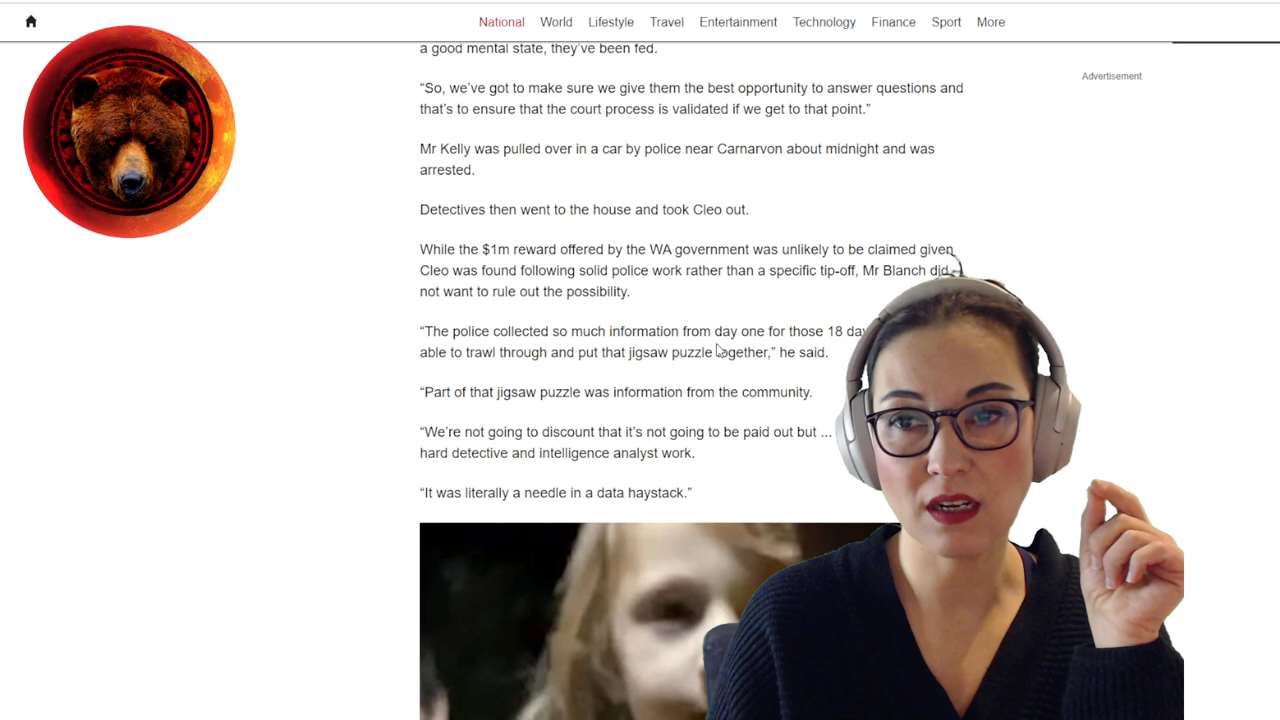 National World Lifestyle Travel Entertainment Technology Finance Sport More
a good mental state, they’ve been fed.
Advertisement
“So, we’ve got to make sure we give them the best opportunity to answer questions and
that’s to ensure that the court process is validated if we get to that point.”
Mr Kelly was pulled over in a car by police near Carnarvon about midnight and was
arrested.
Detectives then went to the house and took Cleo out.
While the $1m reward offered by the WA government was unlikely to be claimed given
Cleo was found following solid police work rather than a specific tip-off, Mr Blanch did
not want to rule out the possibility.
“The police collected so much information from day one for those 18
able to trawl through and put that jigsaw puzzle together,” he said.
“Part of that jigsaw puzzle was information from the community.
“We’re not going to discount that it’s not going to be paid out but ...
hard detective and intelligence analyst work.
“It was literally a needle in a data haystack.”